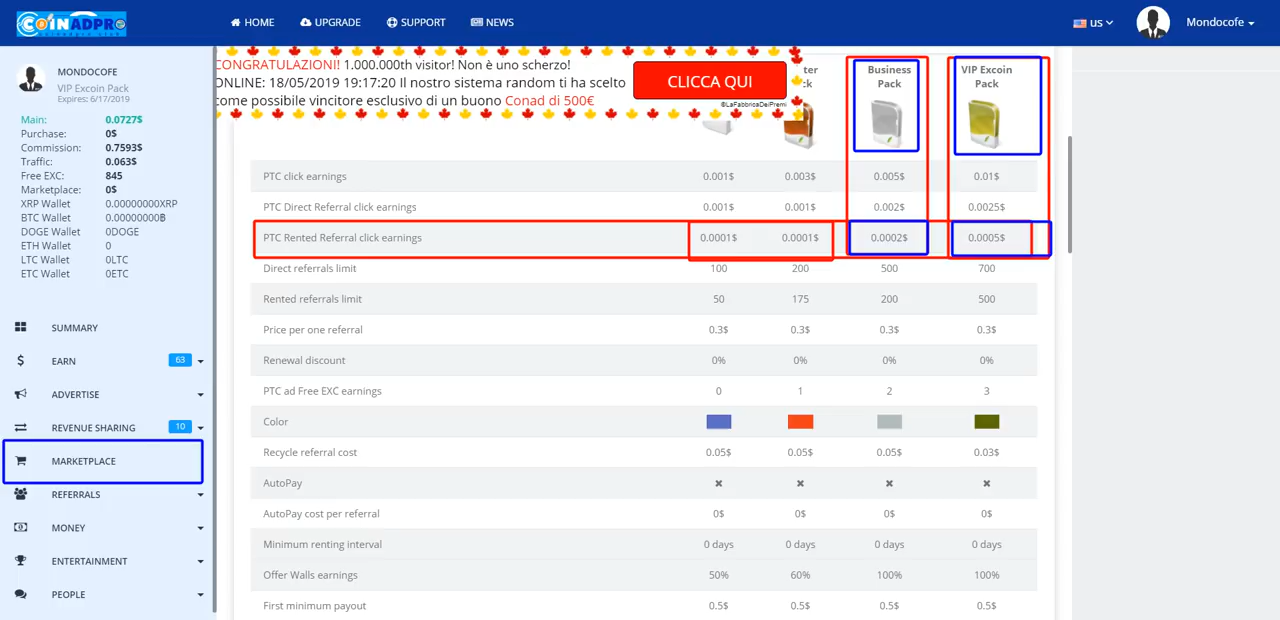 COINADPRO
HOME
UPGRADE
SUPPORT
NEWS
us
Mondocofe
MONDOCOFE
VIP Excoin Pack
Expires: 6/17/2019
Main: 0.0727$
Purchase: 0$
Commission: 0.7593$
Traffic: 0.063$
Free EXC: 845
Marketplace: 0$
XRP Wallet 0.00000000XRP
BTC Wallet 0.00000000฿
DOGE Wallet 0DOGE
ETH Wallet 0
LTC Wallet 0LTC
ETC Wallet 0ETC
SUMMARY
EARN 63
ADVERTISE
REVENUE SHARING 10
MARKETPLACE
REFERRALS
MONEY
ENTERTAINMENT
PEOPLE
CONGRATULAZIONI! 1.000.000th visitor! Non è uno scherzo!
ONLINE: 18/05/2019 19:17:20 Il nostro sistema random ti ha scelto
come possibile vincitore esclusivo di un buono Conad di 500€
CLICCA QUI
©LaFabbricaDeiPremi
ter
ck
Business
Pack
VIP Excoin
Pack
PTC click earnings 0.001$ 0.003$ 0.005$ 0.01$
PTC Direct Referral click earnings 0.001$ 0.001$ 0.002$ 0.0025$
PTC Rented Referral click earnings 0.0001$ 0.0001$ 0.0002$ 0.0005$
Direct referrals limit 100 200 500 700
Rented referrals limit 50 175 200 500
Price per one referral 0.3$ 0.3$ 0.3$ 0.3$
Renewal discount 0% 0% 0% 0%
PTC ad Free EXC earnings 0 1 2 3
Color
Recycle referral cost 0.05$ 0.05$ 0.05$ 0.03$
AutoPay
AutoPay cost per referral 0$ 0$ 0$ 0$
Minimum renting interval 0 days 0 days 0 days 0 days
Offer Walls earnings 50% 60% 100% 100%
First minimum payout 0.5$ 0.5$ 0.5$ 0.5$